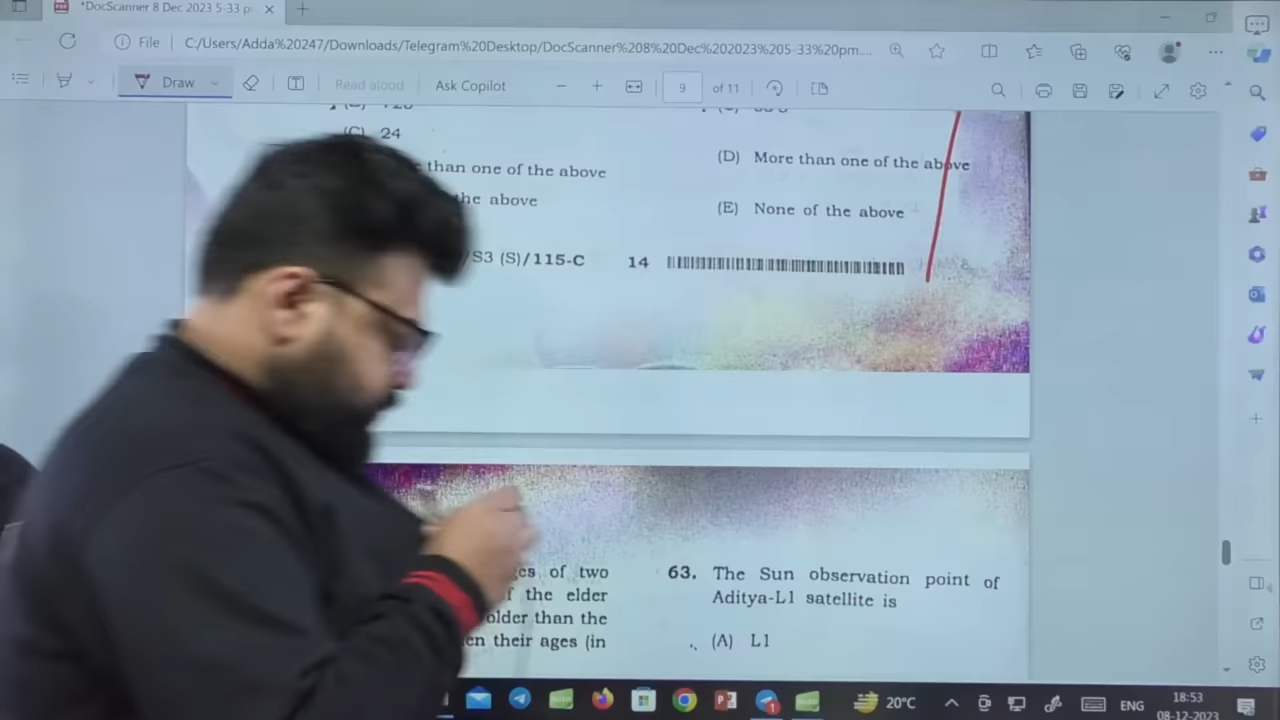 *DocScanner 8 Dec 2023 5-33 p
File
C:/Users/Adda%20247/Downloads/Telegram%20Desktop/DocScanner%208%20Dec%202023%205-33%20pm....
Draw
Read aloud
Ask Copilot
9
of 11
(C) 24
than one of the above
the above
/S3 (S)/115-C
14
(D) More than one of the above
(E) None of the above
of two
the elder
older than the
their ages (in
63. The Sun observation point of
Aditya-L1 satellite is
(A) L1
20°C
ENG
18:53
08-12-2023